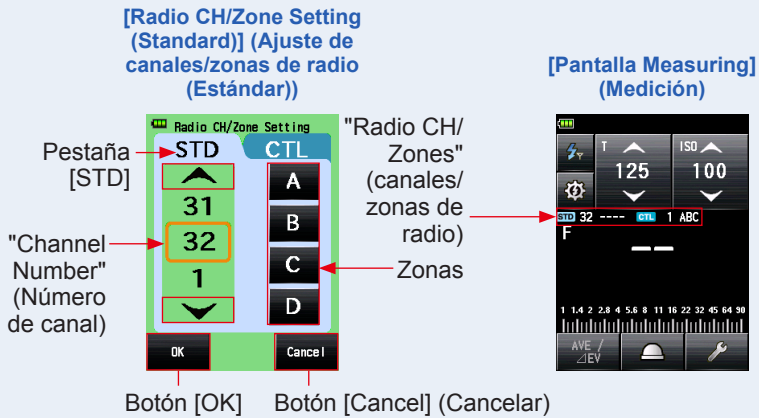 [Radio CH/Zone Setting
(Standard)] (Ajuste de
canales/zonas de radio
(Estándar))
Pestaña
[STD]
"Channel
Number"
(Número
de canal)
Radio CH/Zone Setting
STD CTL
31
32
1
A
B
C
D
OK Cancel
"Radio CH/
Zones"
(canales/
zonas de
radio)
Zonas
Botón [OK] Botón [Cancel] (Cancelar)
[Pantalla Measuring]
(Medición)
T ISO
125 100
STD 32 ---- CTL 1 ABC
F
--
1 1.4 2 2.8 4 5.6 8 11 16 22 32 45 64 90
AVE /
⊿EV